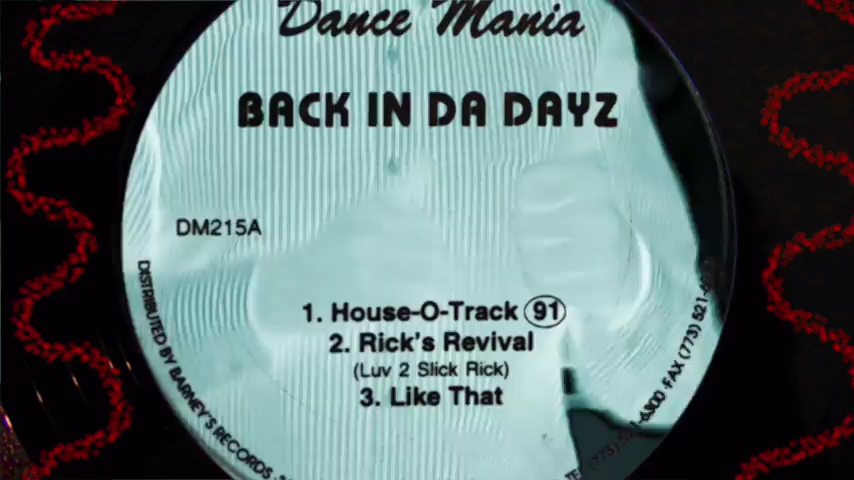 Dance Mania
BACK IN DA DAYZ
DM215A
1. House-O-Track 91
2. Rick's Revival
(Luv 2 Slick Rick)
3. Like That
DISTRIBUTED BY BARNEY'S RECORDS
FAX (773) 521-